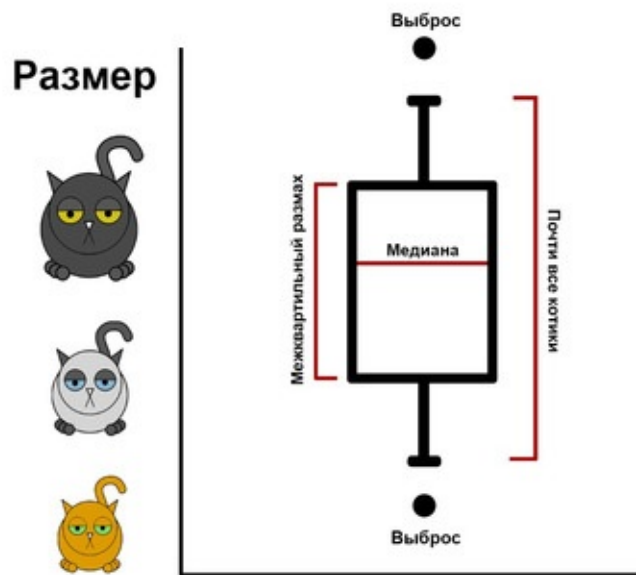 Выброс
Размер
Межквартильный размах
Медиана
Почти все котики
Выброс